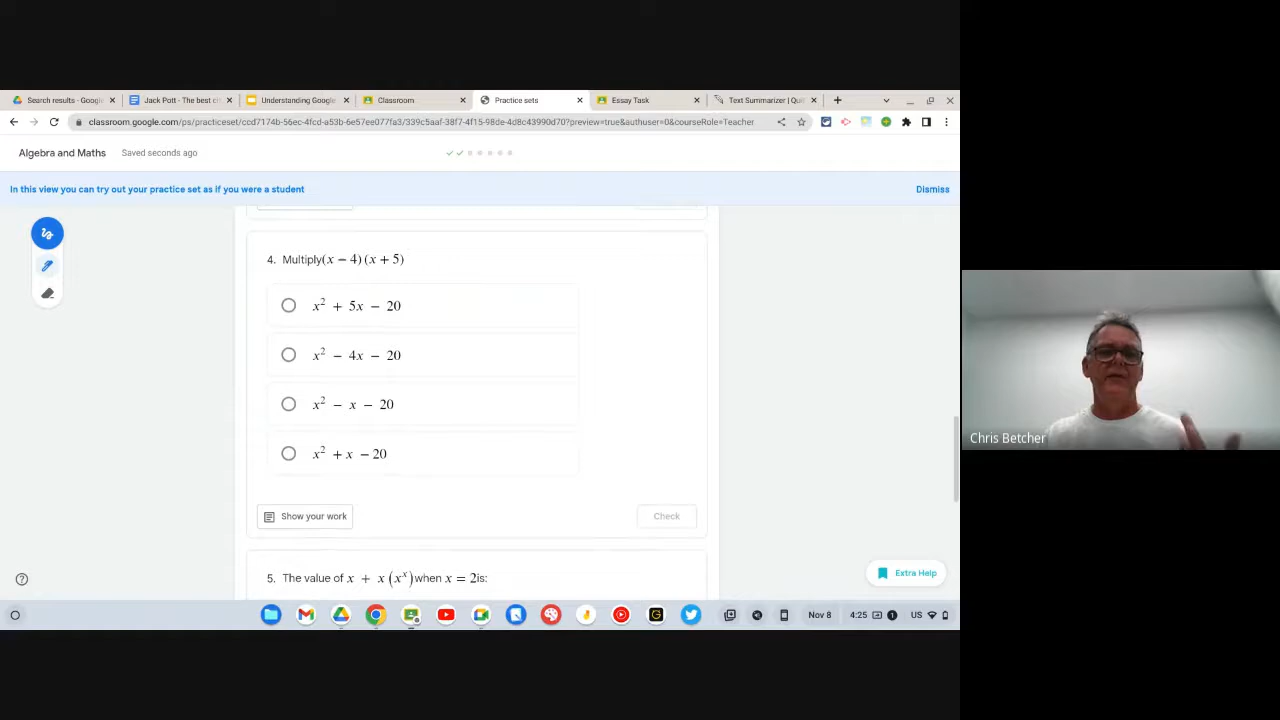 Search results - Google
Jack Pott - The best ch
Understanding Google
Classroom
Practice sets
Essay Task
Text Summarizer | Quil
classroom.google.com/ps/practiceset/ccd7174b-56ec-4fcd-a53b-6e57ee077fa3/339c5aaf-38f7-4f15-98de-4d8c43990d70?preview=true&authuser=0&courseRole=Teacher
Algebra and Maths
Saved seconds ago
In this view you can try out your practice set as if you were a student
Dismiss
4. Multiply(x − 4) (x + 5)
x² + 5x − 20
x² − 4x − 20
x² − x − 20
x² + x − 20
Show your work
Check
5. The value of x + x (xˣ)when x = 2is:
Extra Help
Nov 8
4:25
US
Chris Betcher